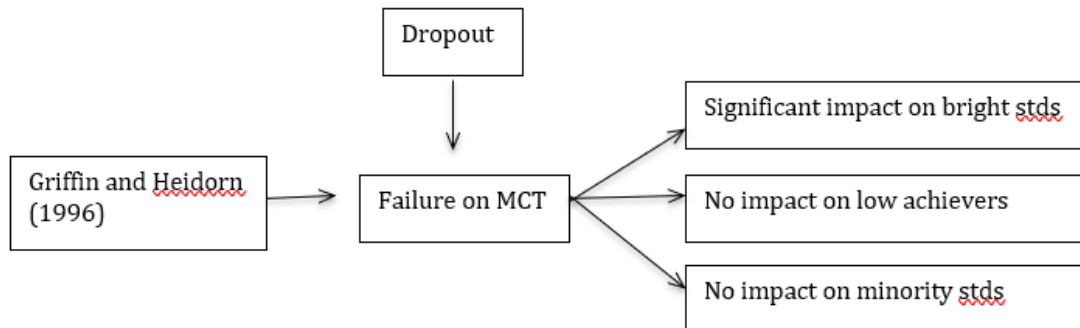 Dropout
Significant impact on bright stds
Griffin and Heidorn
(1996)
Failure on MCT
No impact on low achievers
No impact on minority stds